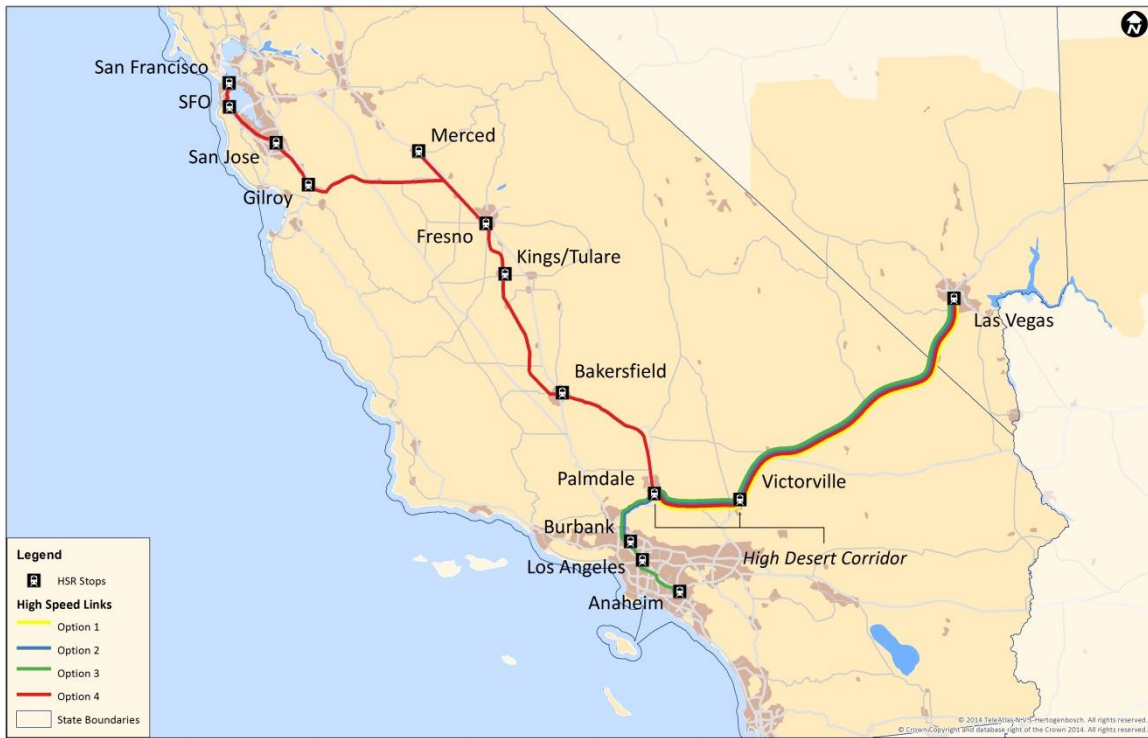 San Francisco
SFO
San Jose
Gilroy
Merced
Fresno
Kings/Tulare
Bakersfield
Las Vegas
Palmdale
Victorville
Burbank
Los Angeles
High Desert Corridor
Anaheim
N
Legend
HSR Stops
High Speed Links
Option 1
Option 2
Option 3
Option 4
State Boundaries
© 2014 TeleAtlas-N-V-S-Hertogenbosch. All rights reserved.
© Crown Copyright and database right of the Crown 2014. All rights reserved.